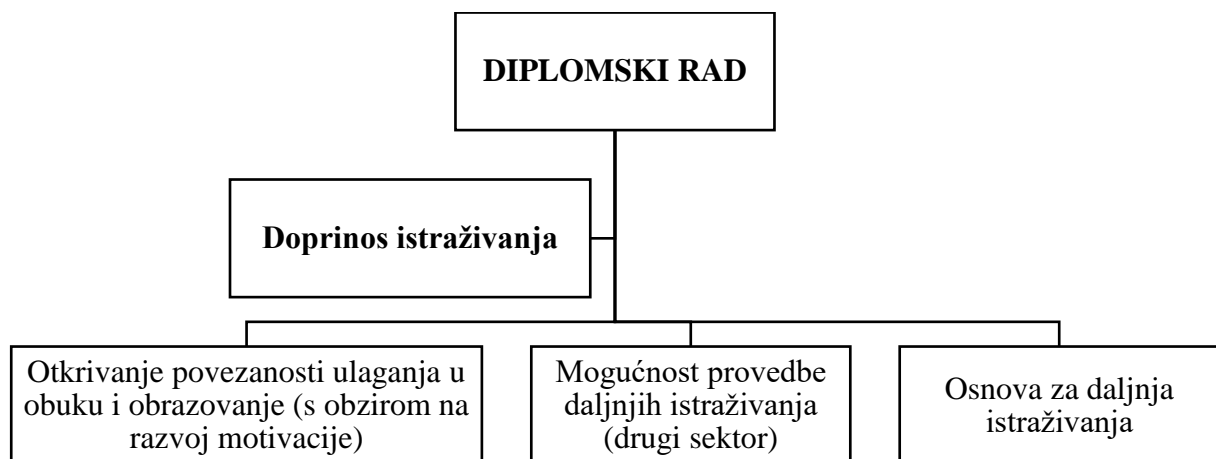 DIPLOMSKI RAD
Doprinos istraživanja
Otkrivanje povezanosti ulaganja u
obuku i obrazovanje (s obzirom na
razvoj motivacije)
Mogućnost provedbe
daljnjih istraživanja
(drugi sektor)
Osnova za daljnja
istraživanja